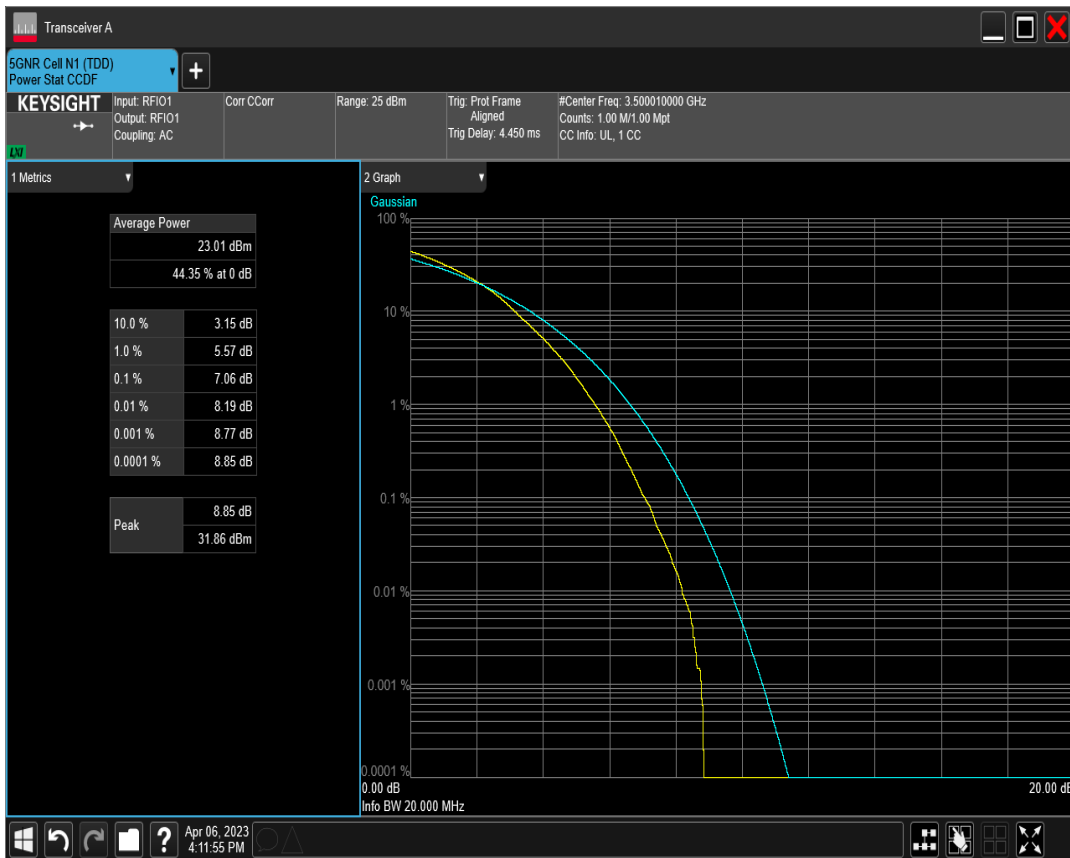 Transceiver A
5GNR Cell N1 (TDD)
Power Stat CCDF
KEYSIGHT
LXI
Input: RFIO1
Output: RFIO1
Coupling: AC
Corr CCorr
Range: 25 dBm
Trig: Prot Frame
Aligned
Trig Delay: 4.450 ms
#Center Freq: 3.500010000 GHz
Counts: 1.00 M/1.00 Mpt
CC Info: UL, 1 CC
1 Metrics
Average Power
23.01 dBm
44.35 % at 0 dB
10.0 % 3.15 dB
1.0 % 5.57 dB
0.1 % 7.06 dB
0.01 % 8.19 dB
0.001 % 8.77 dB
0.0001 % 8.85 dB
Peak
8.85 dB
31.86 dBm
2 Graph
Gaussian
100 %
10 %
1 %
0.1 %
0.01 %
0.001 %
0.0001 %
0.00 dB 20.00 dB
Info BW 20.000 MHz
?
Apr 06, 2023
4:11:55 PM